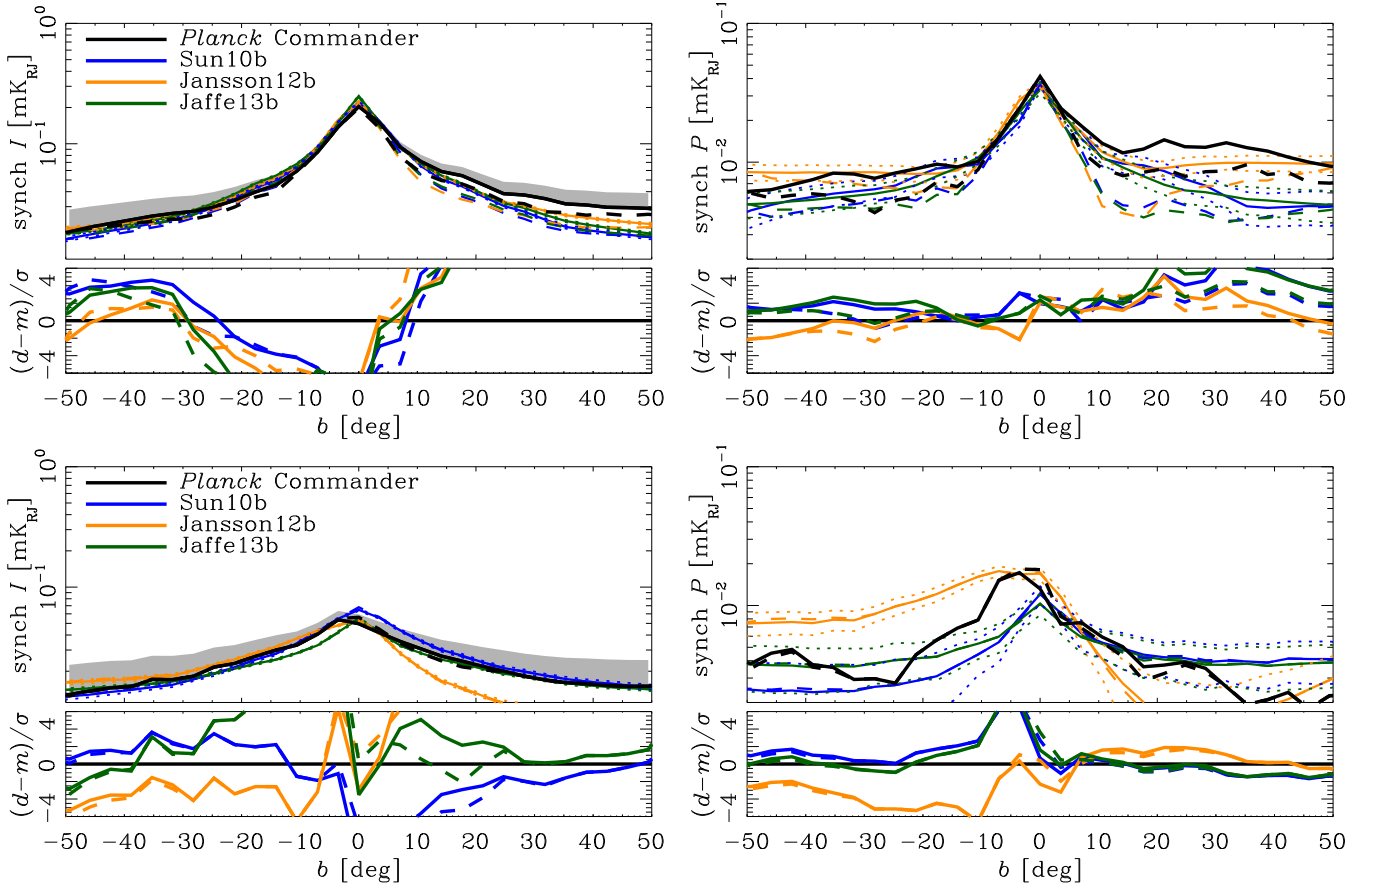 10⁰
10⁻¹
synch I [mK_RJ]
Planck Commander
Sun10b
Jansson12b
Jaffe13b
4
0
−4
(d−m)/σ
−50 −40 −30 −20 −10 0 10 20 30 40 50
b [deg]
10⁻¹
10⁻²
synch P [mK_RJ]
4
0
−4
(d−m)/σ
−50 −40 −30 −20 −10 0 10 20 30 40 50
b [deg]
10⁰
10⁻¹
synch I [mK_RJ]
Planck Commander
Sun10b
Jansson12b
Jaffe13b
4
0
−4
(d−m)/σ
−50 −40 −30 −20 −10 0 10 20 30 40 50
b [deg]
10⁻¹
10⁻²
synch P [mK_RJ]
4
0
−4
(d−m)/σ
−50 −40 −30 −20 −10 0 10 20 30 40 50
b [deg]